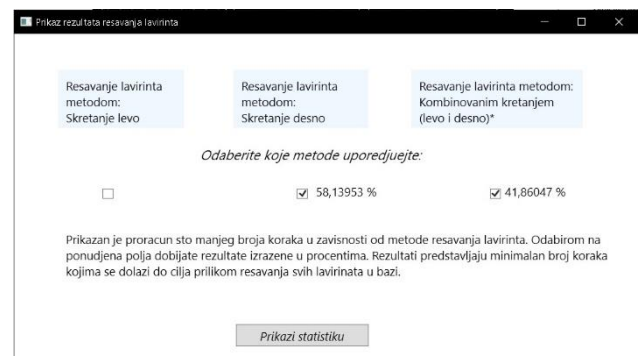 Prikaz rezultata resavanja lavirinta
Resavanje lavirinta
metodom:
Skretanje levo
Resavanje lavirinta
metodom:
Skretanje desno
Resavanje lavirinta metodom:
Kombinovanim kretanjem
(levo i desno)*
Odaberite koje metode uporedjuejte:
58,13953 %
41,86047 %
Prikazan je proracun sto manjeg broja koraka u zavisnosti od metode resavanja lavirinta. Odabirom na
ponudjena polja dobijate rezultate izrazene u procentima. Rezultati predstavljaju minimalan broj koraka
kojima se dolazi do cilja prilikom resavanja svih lavirinata u bazi.
Prikazi statistiku